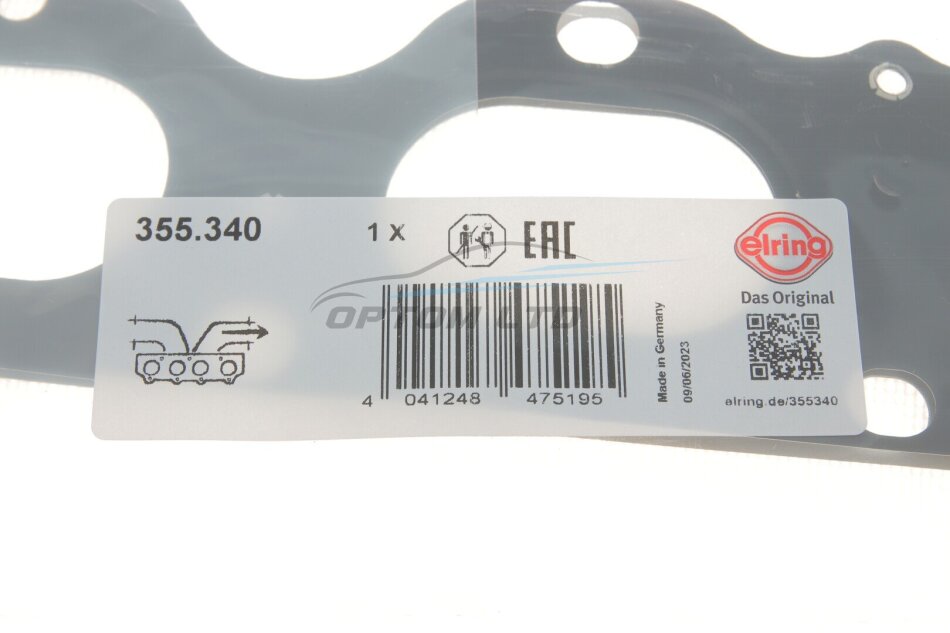 355.340
1 X
EAC
elring
Das Original
OPTOM LTD
4 041248 475195
Made in Germany
09/06/2023
elring.de/355340